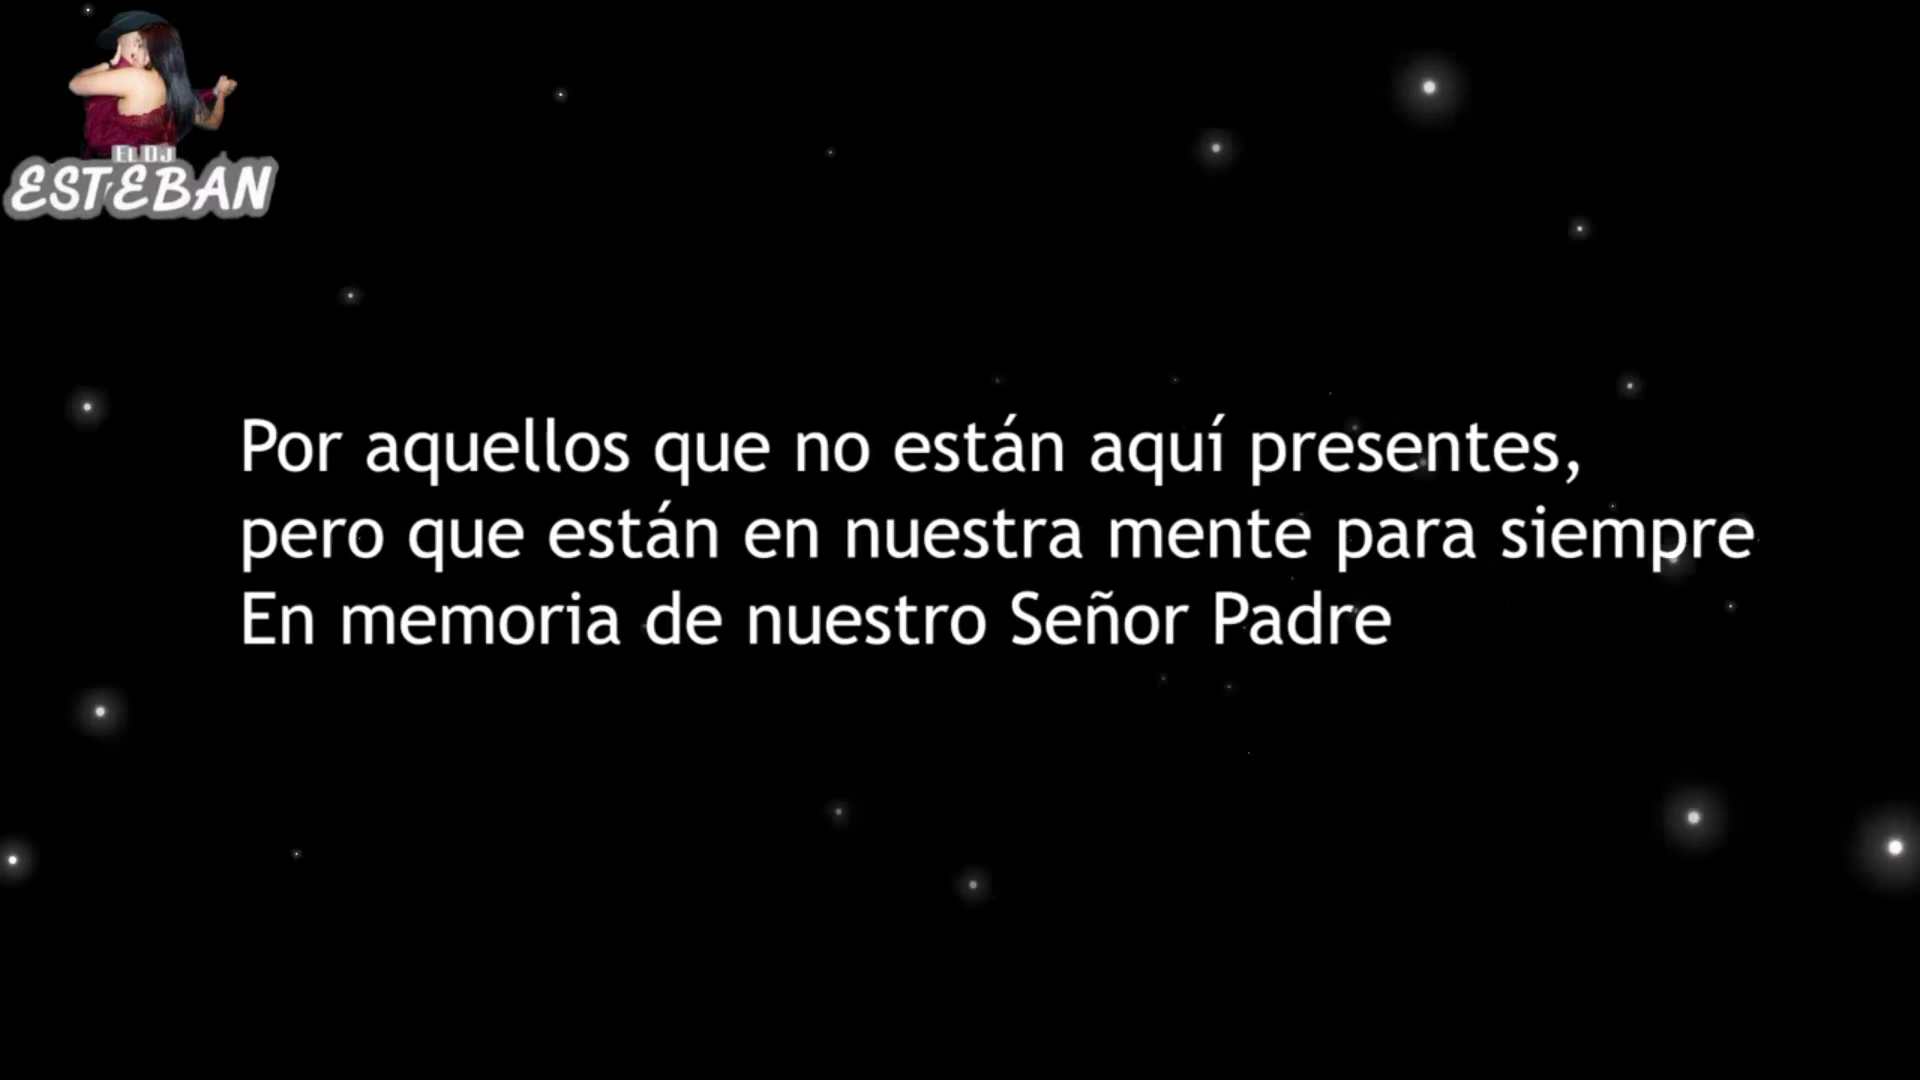 EL DJ
ESTEBAN
Por aquellos que no están aquí presentes,
pero que están en nuestra mente para siempre
En memoria de nuestro Señor Padre